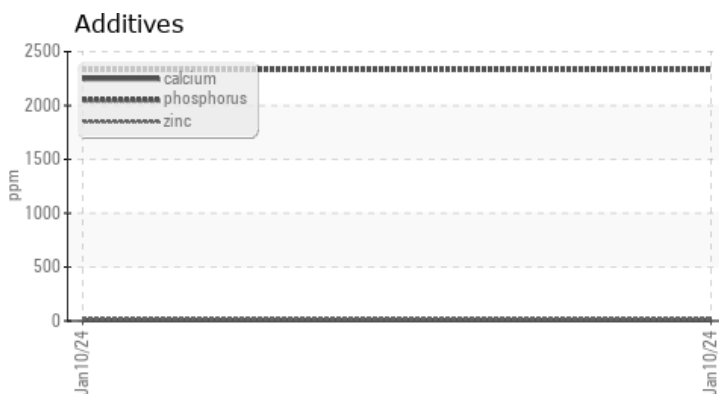 Additives
2500
2000
1500
1000
500
0
ppm
calcium
phosphorus
zinc
Jan10/24
Jan10/24